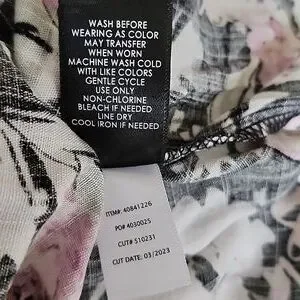 WASH BEFORE
WEARING AS COLOR
MAY TRANSFER
WHEN WORN
MACHINE WASH COLD
WITH LIKE COLORS
GENTLE CYCLE
USE ONLY
NON-CHLORINE
BLEACH IF NEEDED
LINE DRY
COOL IRON IF NEEDED
ITEM#: 40841226
PO# 4030025
CUT# 510231
CUT DATE: 03/2023